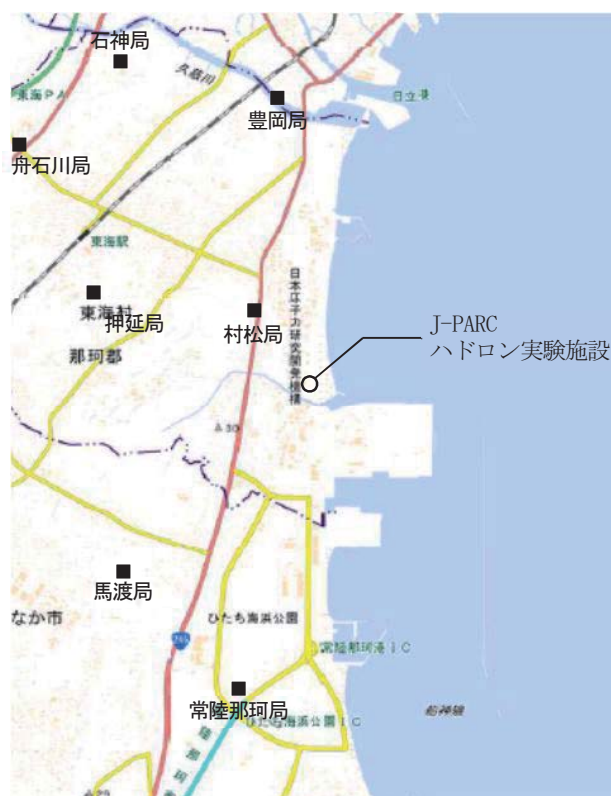 石神局
久慈川
東海PA
豊岡局
日立港
舟石川局
東海駅
日本原子力研究開発機構
東海村
押延局
村松局
J-PARC
ハドロン実験施設
那珂郡
30
馬渡局
なか市
ひたち海浜公園
245
常陸那珂港IC
常陸那珂局
ひたち海浜公園IC
29